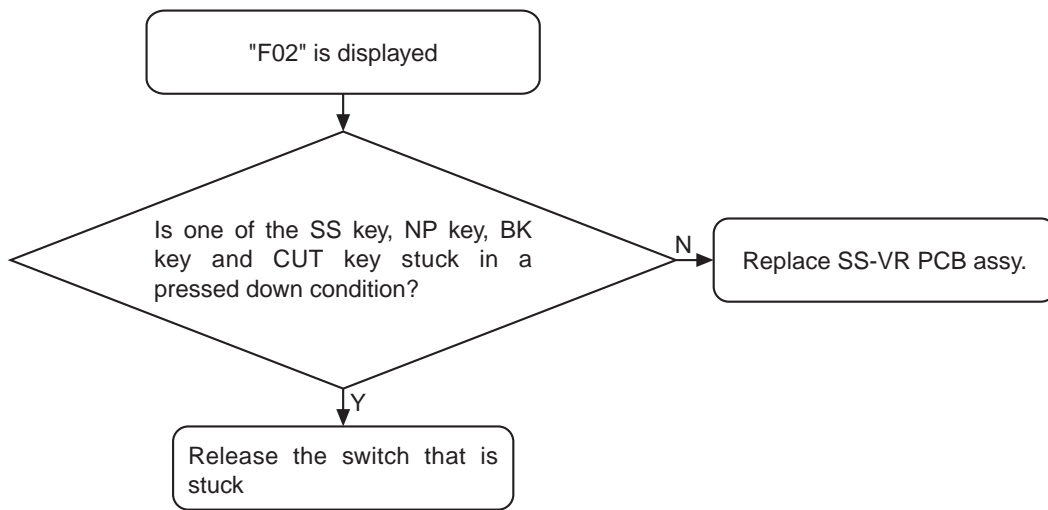 "F02" is displayed
Is one of the SS key, NP key, BK
key and CUT key stuck in a
pressed down condition?
N
Replace SS-VR PCB assy.
Y
Release the switch that is
stuck